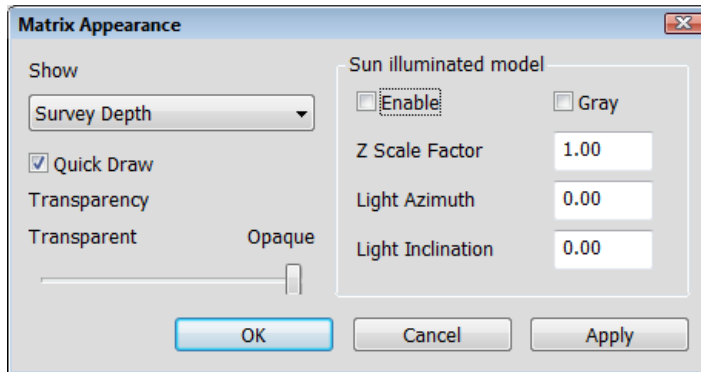 Matrix Appearance
Show
Survey Depth
Quick Draw
Transparency
Transparent Opaque
Sun illuminated model
Enable Gray
Z Scale Factor 1.00
Light Azimuth 0.00
Light Inclination 0.00
OK Cancel Apply